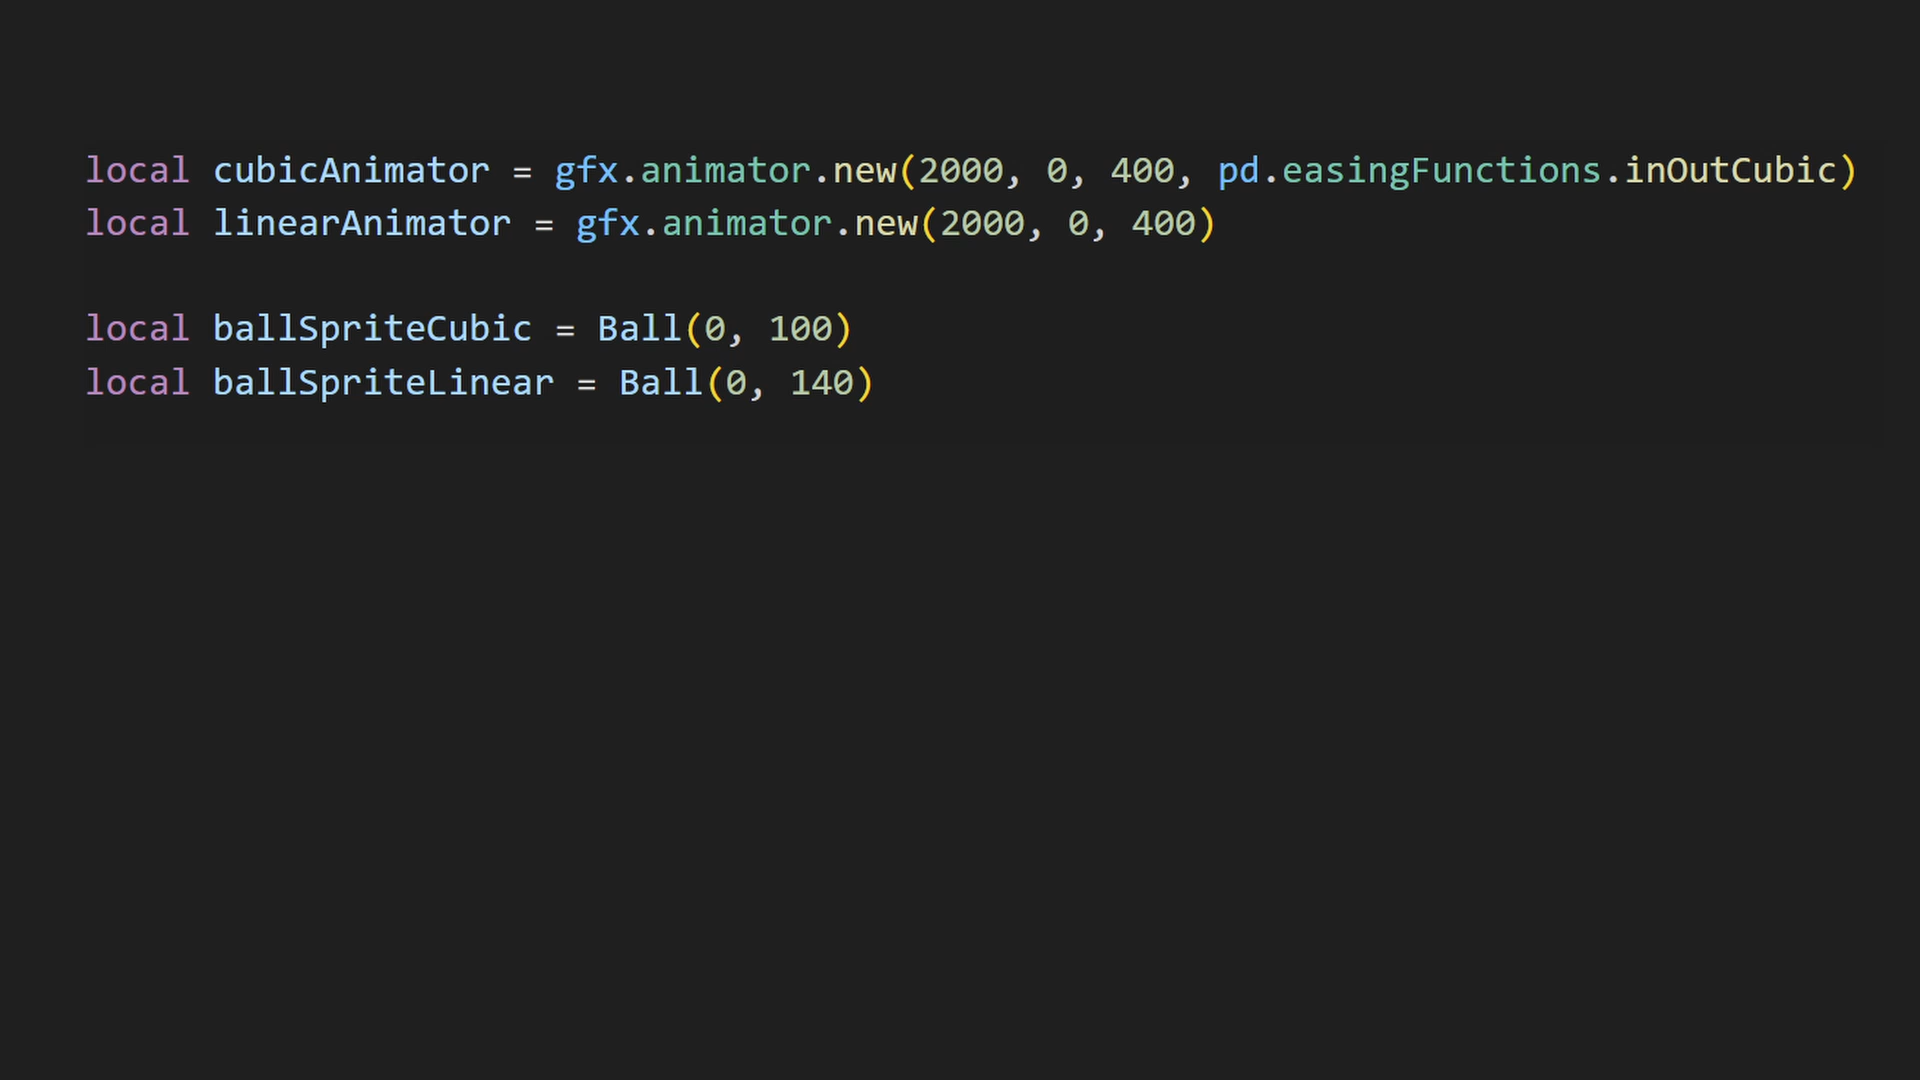 local cubicAnimator = gfx.animator.new(2000, 0, 400, pd.easingFunctions.inOutCubic)
local linearAnimator = gfx.animator.new(2000, 0, 400)
local ballSpriteCubic = Ball(0, 100)
local ballSpriteLinear = Ball(0, 140)